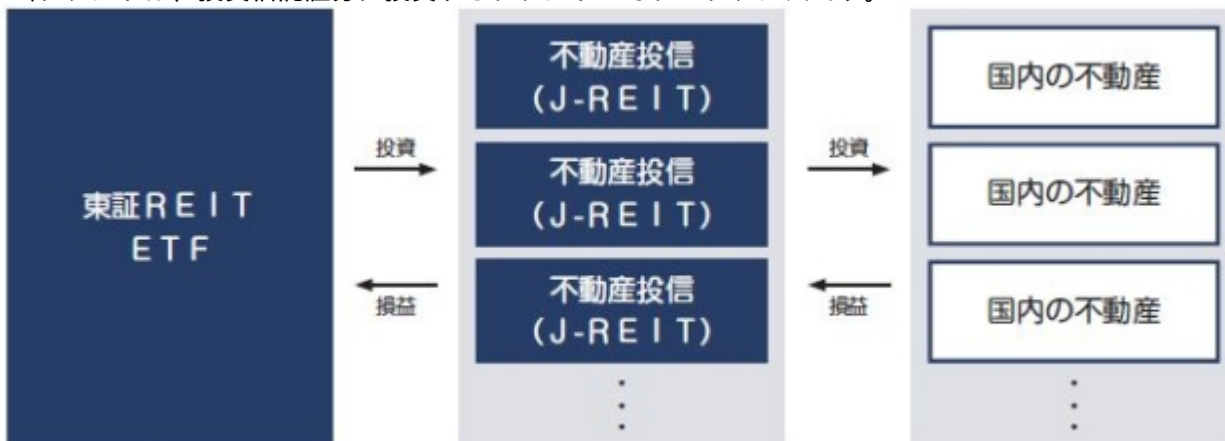 東証REIT
ETF
投資
損益
不動産投信
(J-REIT)
不動産投信
(J-REIT)
不動産投信
(J-REIT)
投資
損益
国内の不動産
国内の不動産
国内の不動産